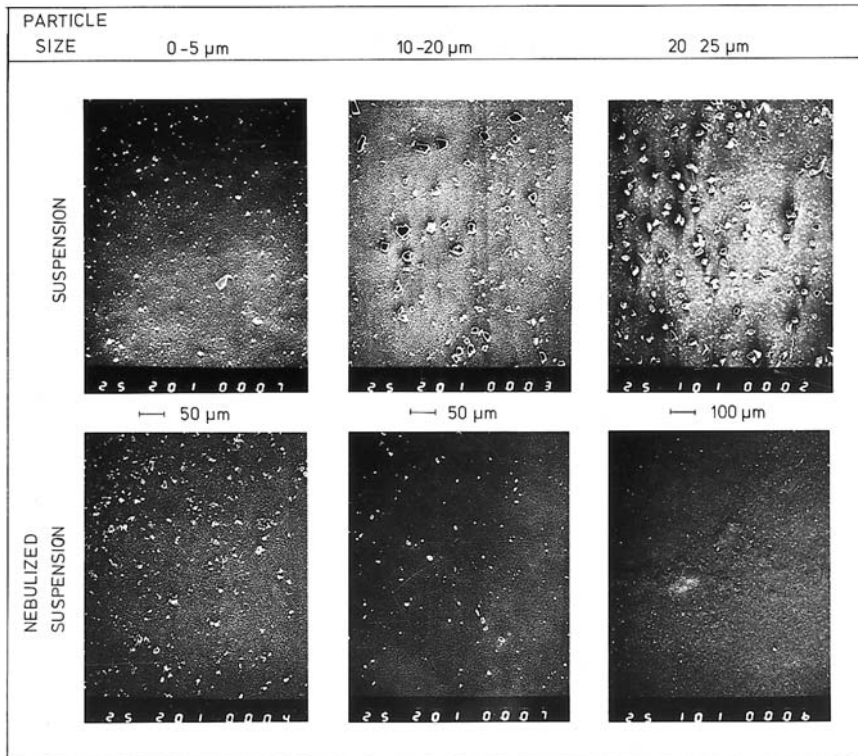 PARTICLE
SIZE 0-5 µm 10-20 µm 20 25 µm
SUSPENSION
25 201 0007 25 201 0003 25 101 0002
50 µm 50 µm 100 µm
NEBULIZED
SUSPENSION
25 201 0004 25 201 0007 25 101 0006